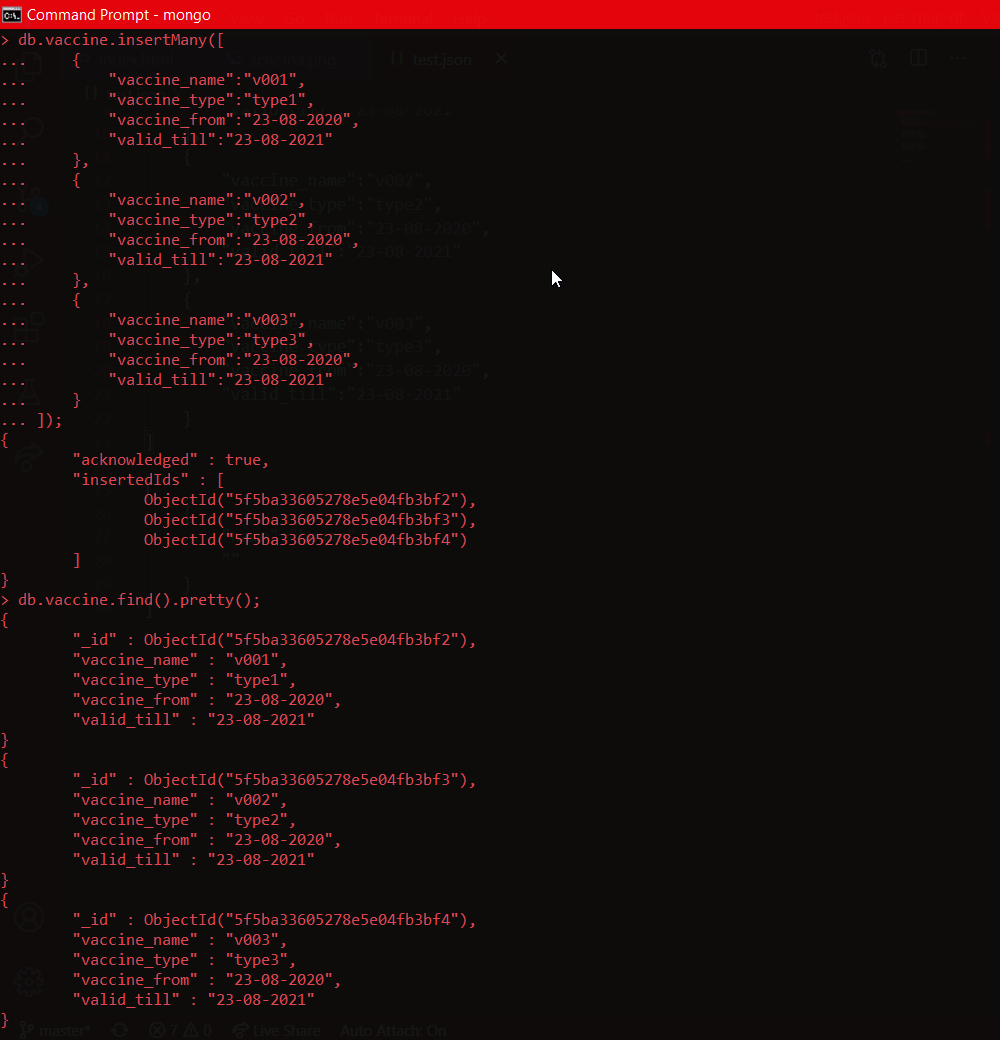 Command Prompt - mongo
> db.vaccine.insertMany([
...     {
...         "vaccine_name":"v001",
...         "vaccine_type":"type1",
...         "vaccine_from":"23-08-2020",
...         "valid_till":"23-08-2021"
...     },
...     {
...         "vaccine_name":"v002",
...         "vaccine_type":"type2",
...         "vaccine_from":"23-08-2020",
...         "valid_till":"23-08-2021"
...     },
...     {
...         "vaccine_name":"v003",
...         "vaccine_type":"type3",
...         "vaccine_from":"23-08-2020",
...         "valid_till":"23-08-2021"
...     }
... ]);
{
        "acknowledged" : true,
        "insertedIds" : [
                ObjectId("5f5ba33605278e5e04fb3bf2"),
                ObjectId("5f5ba33605278e5e04fb3bf3"),
                ObjectId("5f5ba33605278e5e04fb3bf4")
        ]
}
> db.vaccine.find().pretty();
{
        "_id" : ObjectId("5f5ba33605278e5e04fb3bf2"),
        "vaccine_name" : "v001",
        "vaccine_type" : "type1",
        "vaccine_from" : "23-08-2020",
        "valid_till" : "23-08-2021"
}
{
        "_id" : ObjectId("5f5ba33605278e5e04fb3bf3"),
        "vaccine_name" : "v002",
        "vaccine_type" : "type2",
        "vaccine_from" : "23-08-2020",
        "valid_till" : "23-08-2021"
}
{
        "_id" : ObjectId("5f5ba33605278e5e04fb3bf4"),
        "vaccine_name" : "v003",
        "vaccine_type" : "type3",
        "vaccine_from" : "23-08-2020",
        "valid_till" : "23-08-2021"
}
test.json
master* 7 0 Live Share Auto Attach: On